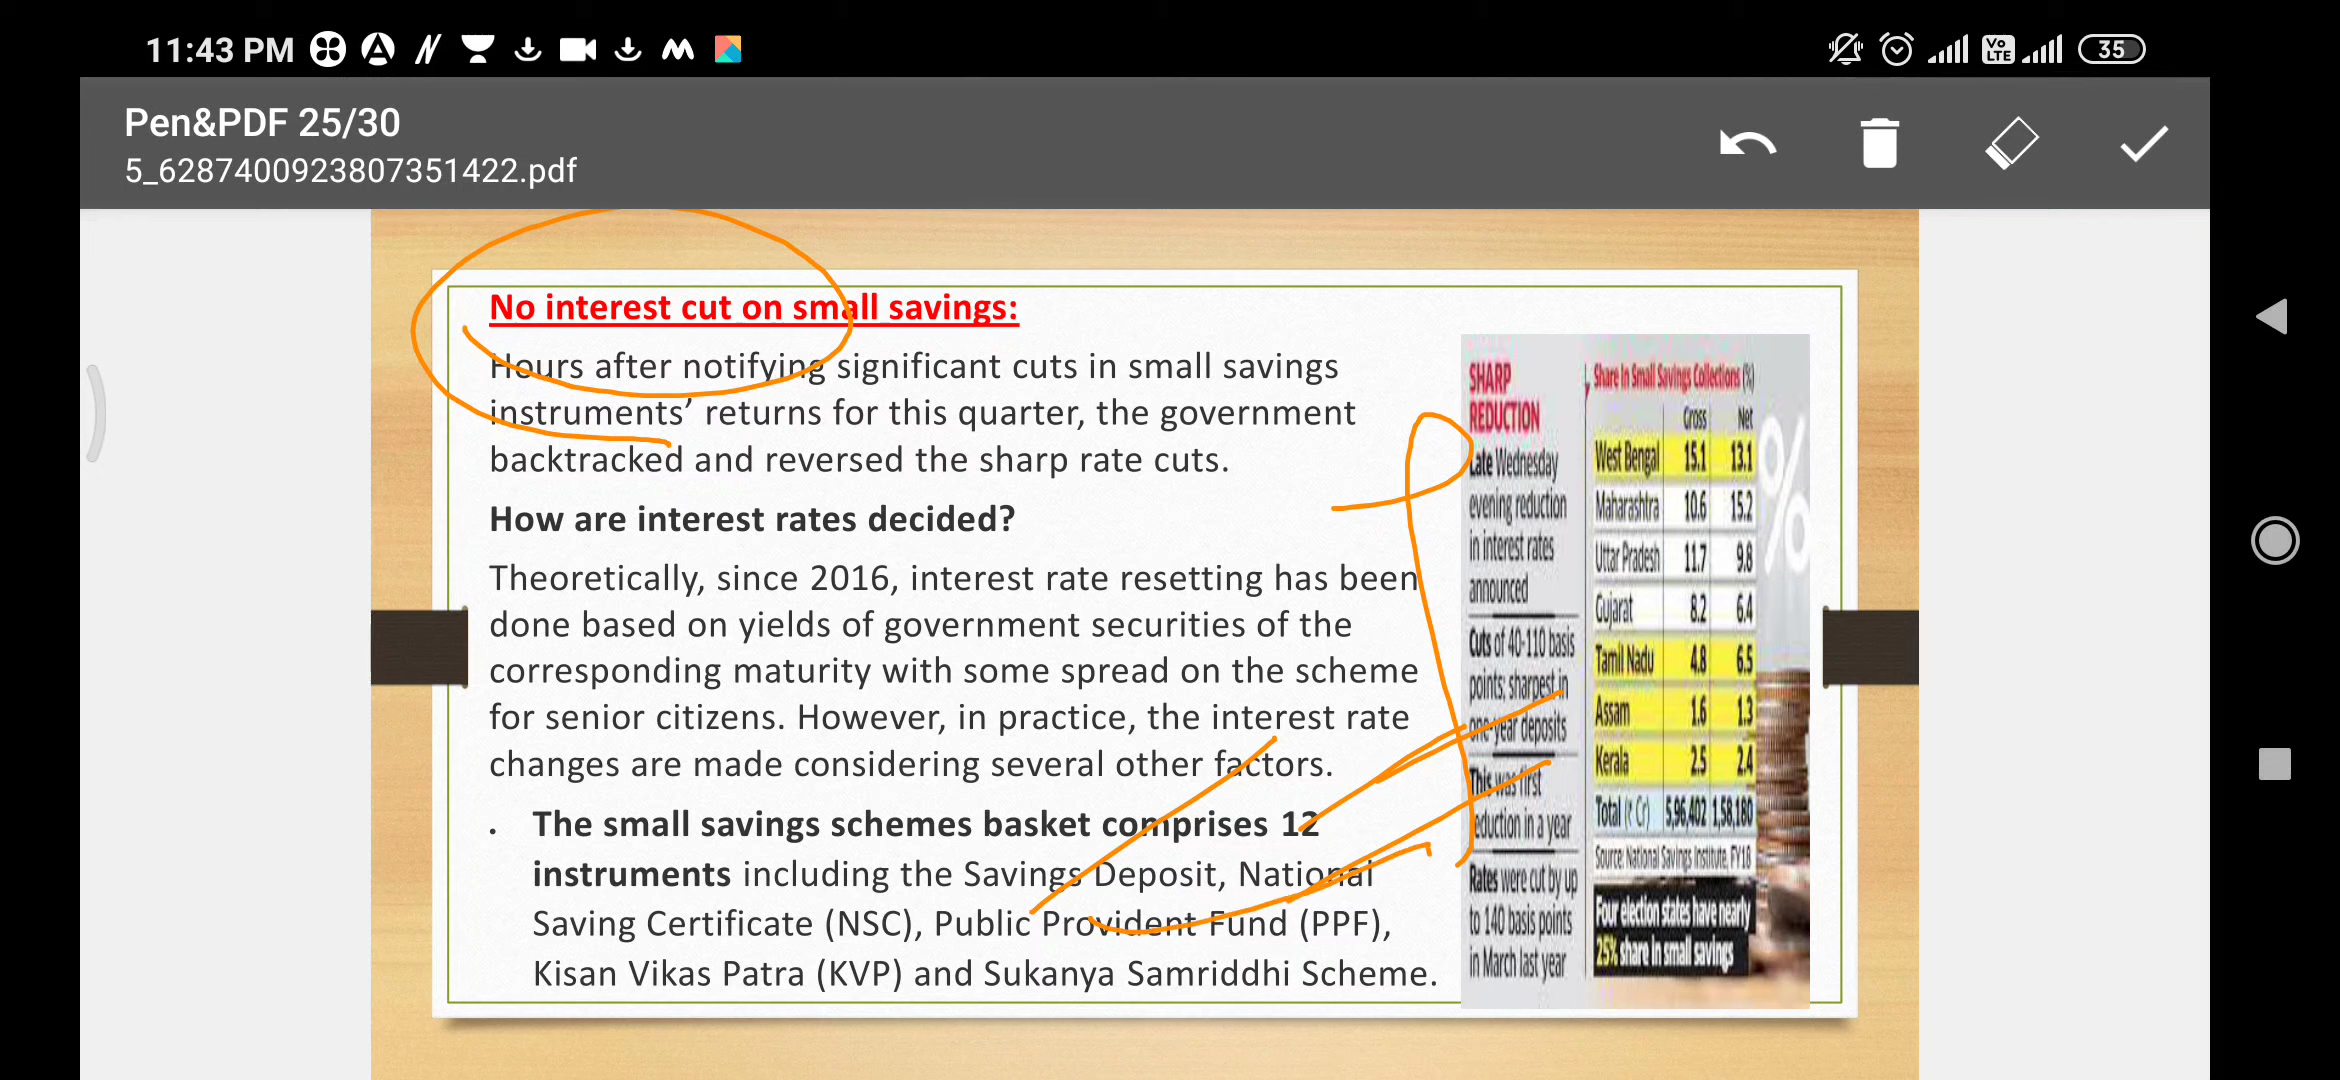 11:43 PM
Vo
LTE
35
Pen&PDF 25/30
5_6287400923807351422.pdf
No interest cut on small savings:
Hours after notifying significant cuts in small savings
instruments’ returns for this quarter, the government
backtracked and reversed the sharp rate cuts.
How are interest rates decided?
Theoretically, since 2016, interest rate resetting has been
done based on yields of government securities of the
corresponding maturity with some spread on the scheme
for senior citizens. However, in practice, the interest rate
changes are made considering several other factors.
. The small savings schemes basket comprises 12
instruments including the Savings Deposit, National
Saving Certificate (NSC), Public Provident Fund (PPF),
Kisan Vikas Patra (KVP) and Sukanya Samriddhi Scheme.
SHARP
REDUCTION
Late Wednesday
evening reduction
in interest rates
announced
Cuts of 40-110 basis
points; sharpest in
one-year deposits
This was first
reduction in a year
Rates were cut by up
to 140 basis points
in March last year
Share In Small Savings Collections (%)
Gross Net
West Bengal 15.1 13.1
Maharashtra 10.6 15.2
Uttar Pradesh 11.7 9.8
Gujarat 8.2 6.4
Tamil Nadu 4.8 6.5
Assam 1.6 1.3
Kerala 2.5 2.4
Total (₹ Cr) 5,96,402 1,58,180
Source: National Savings Institute, FY18
Four election states have nearly
25% share in small savings
%